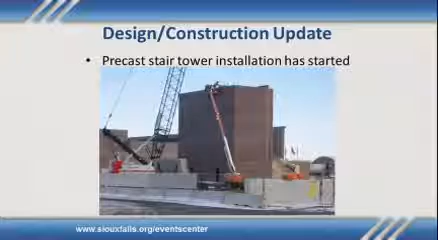 Design/Construction Update
• Precast stair tower installation has started
www.siouxfalls.org/eventscenter